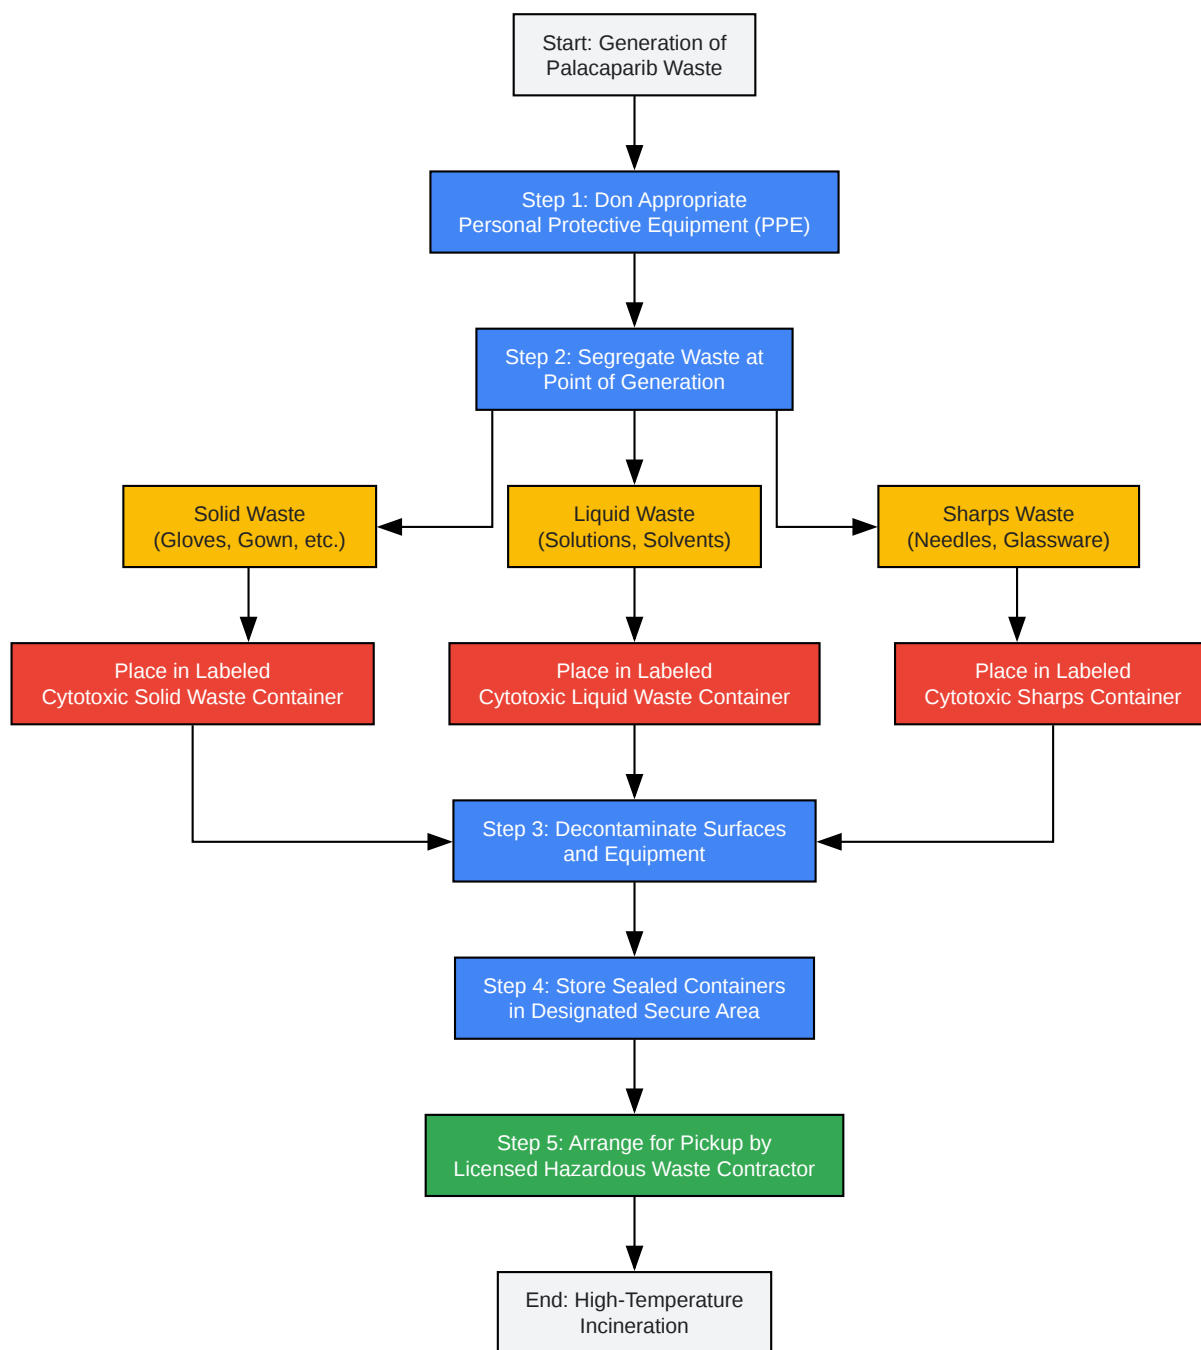 Start: Generation of
Palacaparib Waste
Step 1: Don Appropriate
Personal Protective Equipment (PPE)
Step 2: Segregate Waste at
Point of Generation
Solid Waste
(Gloves, Gown, etc.)
Liquid Waste
(Solutions, Solvents)
Sharps Waste
(Needles, Glassware)
Place in Labeled
Cytotoxic Solid Waste Container
Place in Labeled
Cytotoxic Liquid Waste Container
Place in Labeled
Cytotoxic Sharps Container
Step 3: Decontaminate Surfaces
and Equipment
Step 4: Store Sealed Containers
in Designated Secure Area
Step 5: Arrange for Pickup by
Licensed Hazardous Waste Contractor
End: High-Temperature
Incineration